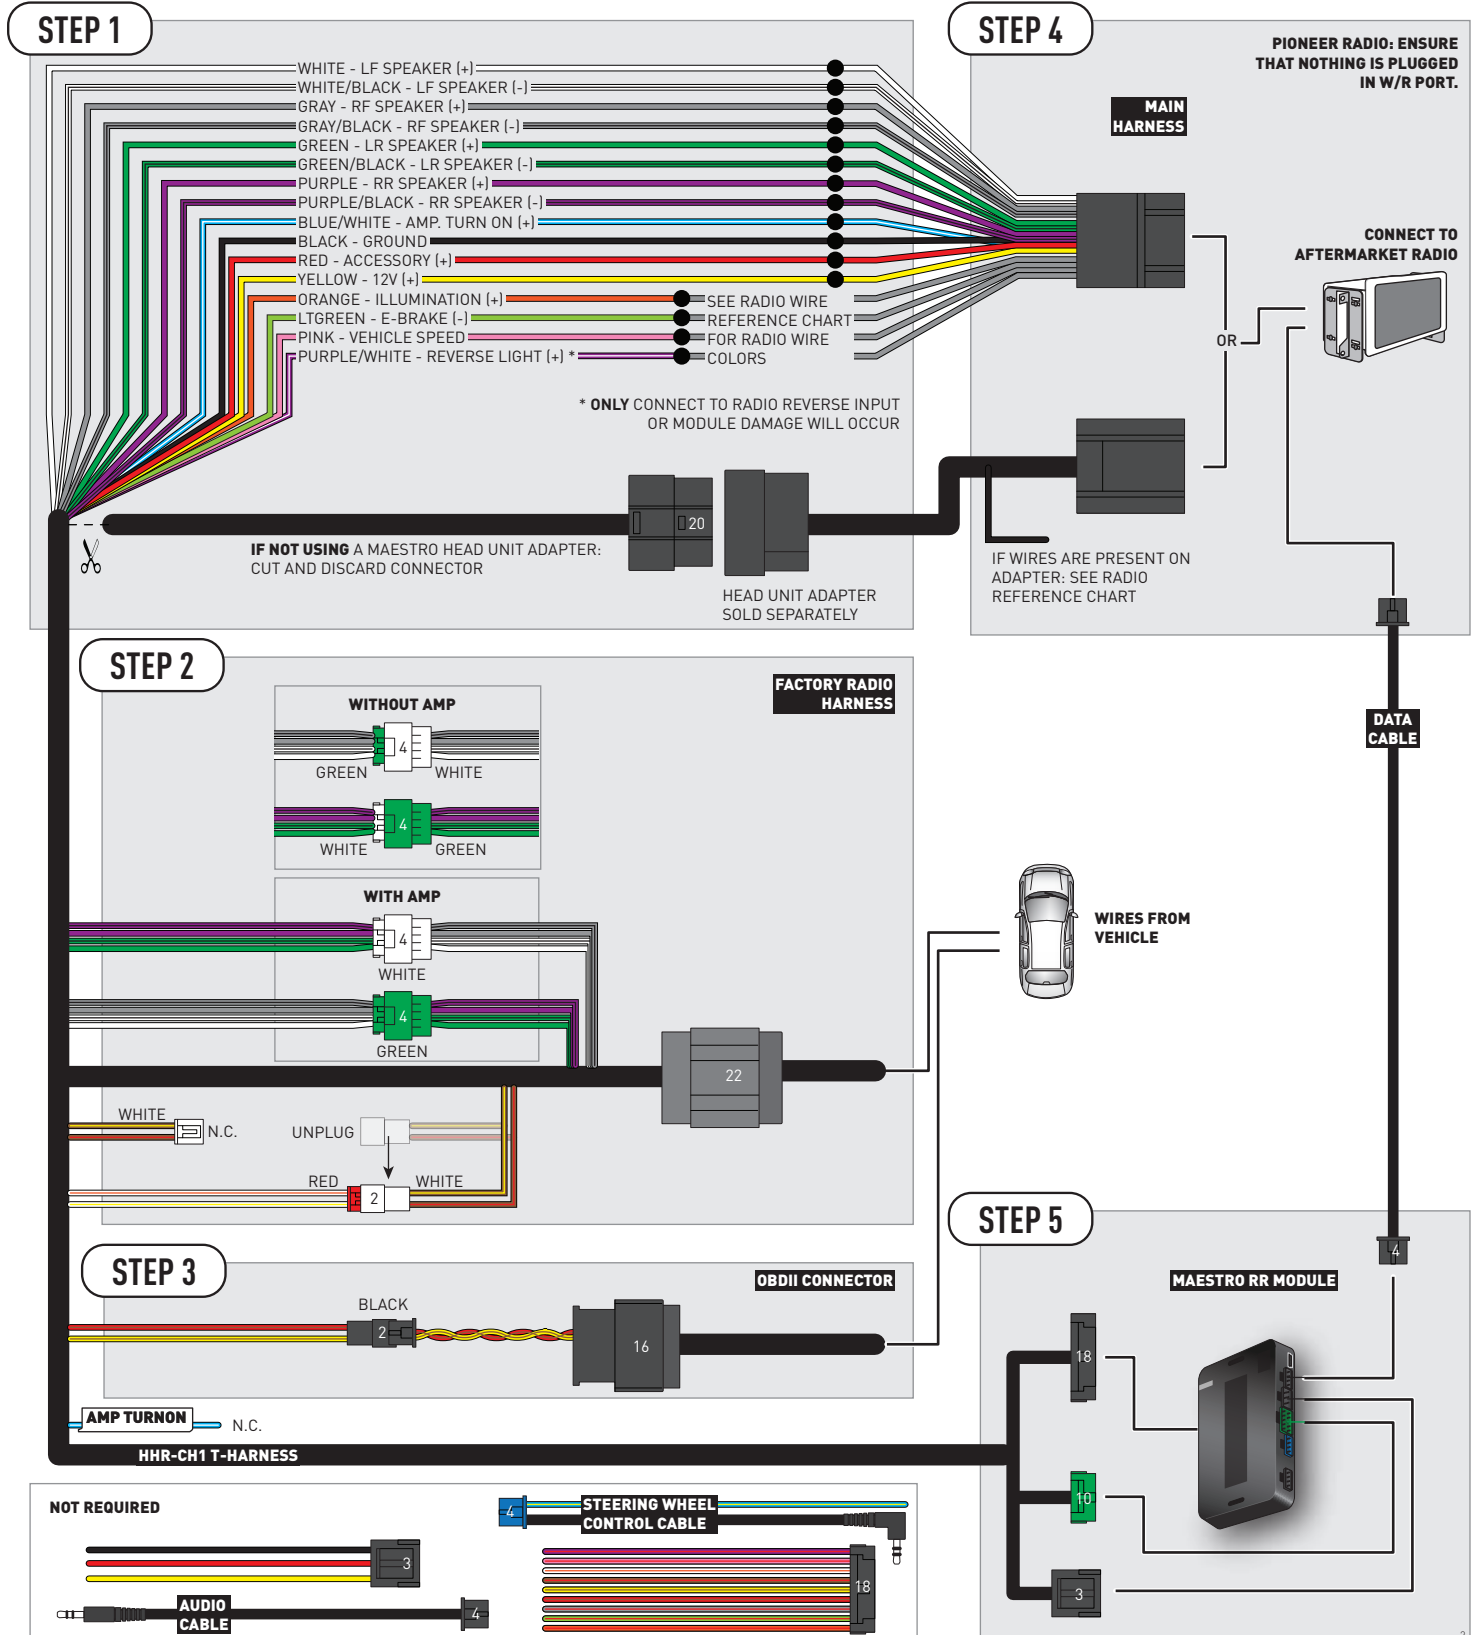 STEP 1
WHITE - LF SPEAKER (+)
WHITE/BLACK - LF SPEAKER (-)
GRAY - RF SPEAKER (+)
GRAY/BLACK - RF SPEAKER (-)
GREEN - LR SPEAKER (+)
GREEN/BLACK - LR SPEAKER (-)
PURPLE - RR SPEAKER (+)
PURPLE/BLACK - RR SPEAKER (-)
BLUE/WHITE - AMP. TURN ON (+)
BLACK - GROUND
RED - ACCESSORY (+)
YELLOW - 12V (+)
ORANGE - ILLUMINATION (+)
LTGREEN - E-BRAKE (-)
PINK - VEHICLE SPEED
PURPLE/WHITE - REVERSE LIGHT (+) *
SEE RADIO WIRE
REFERENCE CHART
FOR RADIO WIRE
COLORS
* ONLY CONNECT TO RADIO REVERSE INPUT
OR MODULE DAMAGE WILL OCCUR
20
IF NOT USING A MAESTRO HEAD UNIT ADAPTER:
CUT AND DISCARD CONNECTOR
HEAD UNIT ADAPTER
SOLD SEPARATELY
STEP 4
PIONEER RADIO: ENSURE
THAT NOTHING IS PLUGGED
IN W/R PORT.
MAIN
HARNESS
CONNECT TO
AFTERMARKET RADIO
OR
IF WIRES ARE PRESENT ON
ADAPTER: SEE RADIO
REFERENCE CHART
DATA
CABLE
4
STEP 2
FACTORY RADIO
HARNESS
WITHOUT AMP
4
GREEN
WHITE
4
WHITE
GREEN
WITH AMP
4
WHITE
4
GREEN
22
WIRES FROM
VEHICLE
WHITE
N.C.
UNPLUG
RED
2
WHITE
STEP 3
OBDII CONNECTOR
BLACK
2
16
AMP TURNON
N.C.
HHR-CH1 T-HARNESS
STEP 5
MAESTRO RR MODULE
18
10
3
NOT REQUIRED
3
AUDIO
CABLE
4
4
STEERING WHEEL
CONTROL CABLE
18